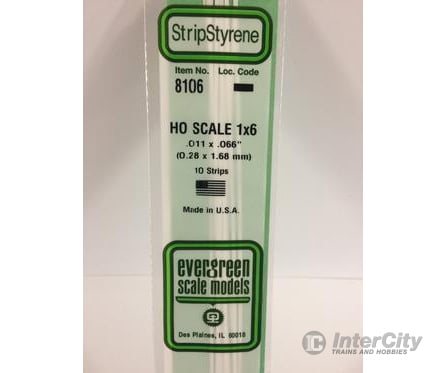 StripStyrene
Item No. Loc. Code
8106
HO SCALE 1x6
.011 x .066"
(0.28 x 1.68 mm)
10 Strips
Made in U.S.A.
evergreen
scale models
Des Plaines, IL 60018
InterCity
TRAINS AND HOBBIES